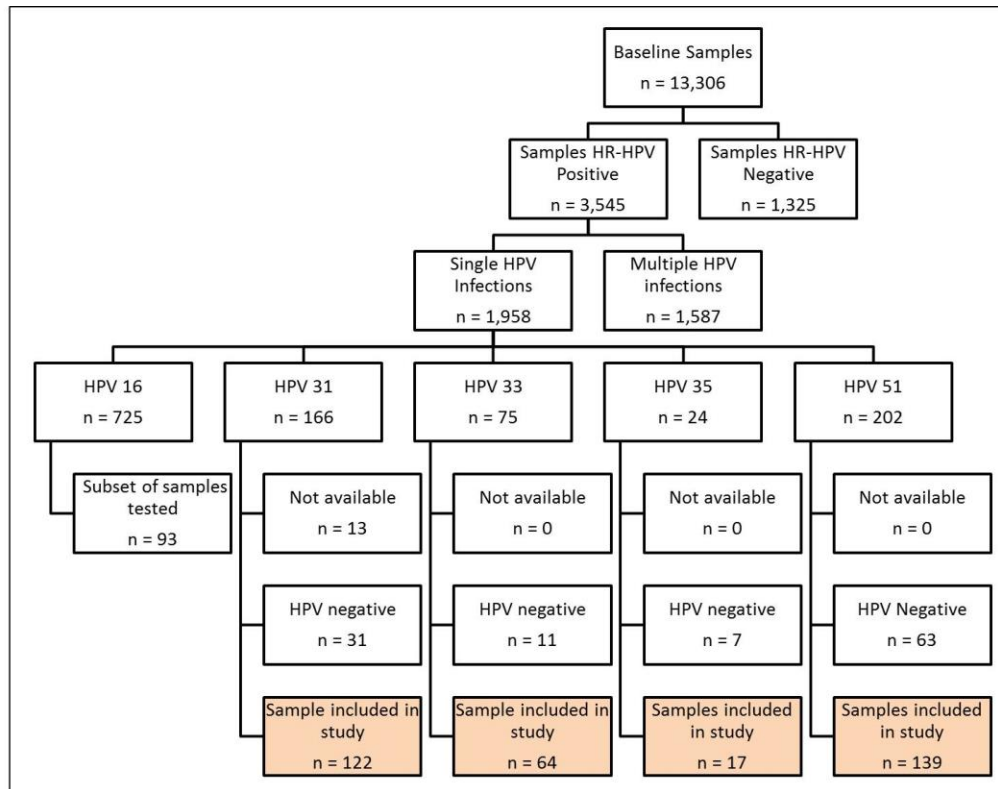 Baseline Samples
n = 13,306
Samples HR-HPV
Positive
n = 3,545
Samples HR-HPV
Negative
n = 1,325
Single HPV
Infections
n = 1,958
Multiple HPV
infections
n = 1,587
HPV 16
n = 725
HPV 31
n = 166
HPV 33
n = 75
HPV 35
n = 24
HPV 51
n = 202
Subset of samples
tested
n = 93
Not available
n = 13
Not available
n = 0
Not available
n = 0
Not available
n = 0
HPV negative
n = 31
HPV negative
n = 11
HPV negative
n = 7
HPV Negative
n = 63
Sample included in
study
n = 122
Sample included in
study
n = 64
Samples included
in study
n = 17
Samples included
in study
n = 139